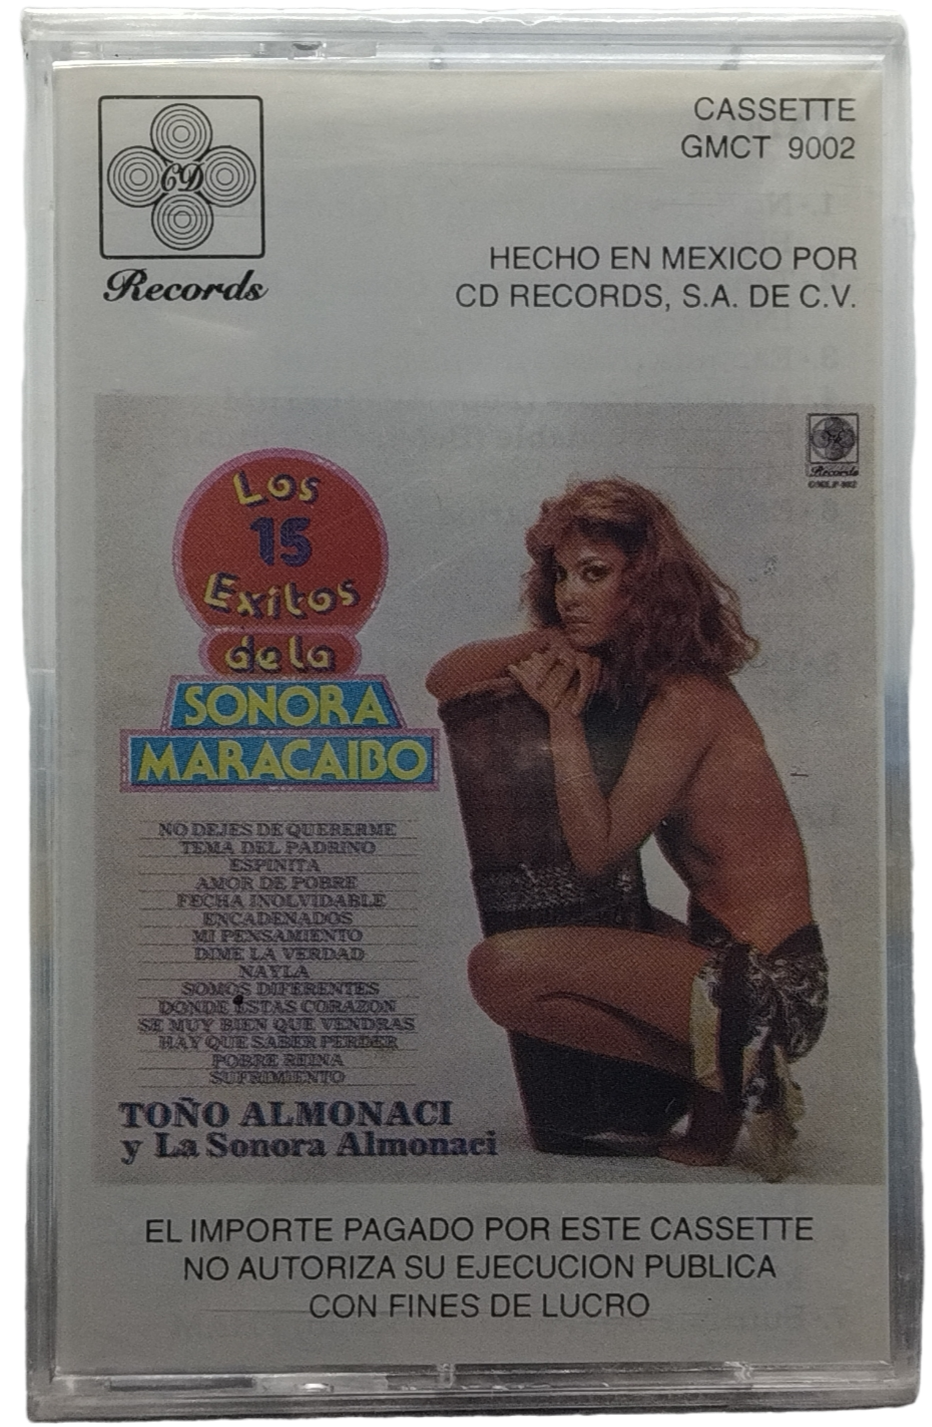 CD
Records
CASSETTE
GMCT 9002
HECHO EN MEXICO POR
CD RECORDS, S.A. DE C.V.
Records
Los
15
Exitos
de la
SONORA
MARACAIBO
NO DEJES DE QUERERME
TEMA DEL PADRINO
ESPINITA
AMOR DE POBRE
FECHA INOLVIDABLE
ENCADENADOS
MI PENSAMIENTO
DIME LA VERDAD
NAYLA
SOMOS DIFERENTES
DONDE ESTAS CORAZON
SE MUY BIEN QUE VENDRAS
HAY QUE SABER PERDER
POBRE REINA
SUFRIMIENTO
TOÑO ALMONACI
y La Sonora Almonaci
EL IMPORTE PAGADO POR ESTE CASSETTE
NO AUTORIZA SU EJECUCION PUBLICA
CON FINES DE LUCRO